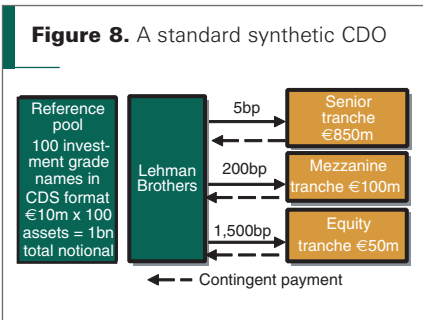 Figure 8. A standard synthetic CDO
Reference
pool
100 invest-
ment grade
names in
CDS format
€10m x 100
assets = 1bn
total notional
Lehman
Brothers
5bp
200bp
1,500bp
Senior
tranche
€850m
Mezzanine
tranche €100m
Equity
tranche €50m
Contingent payment